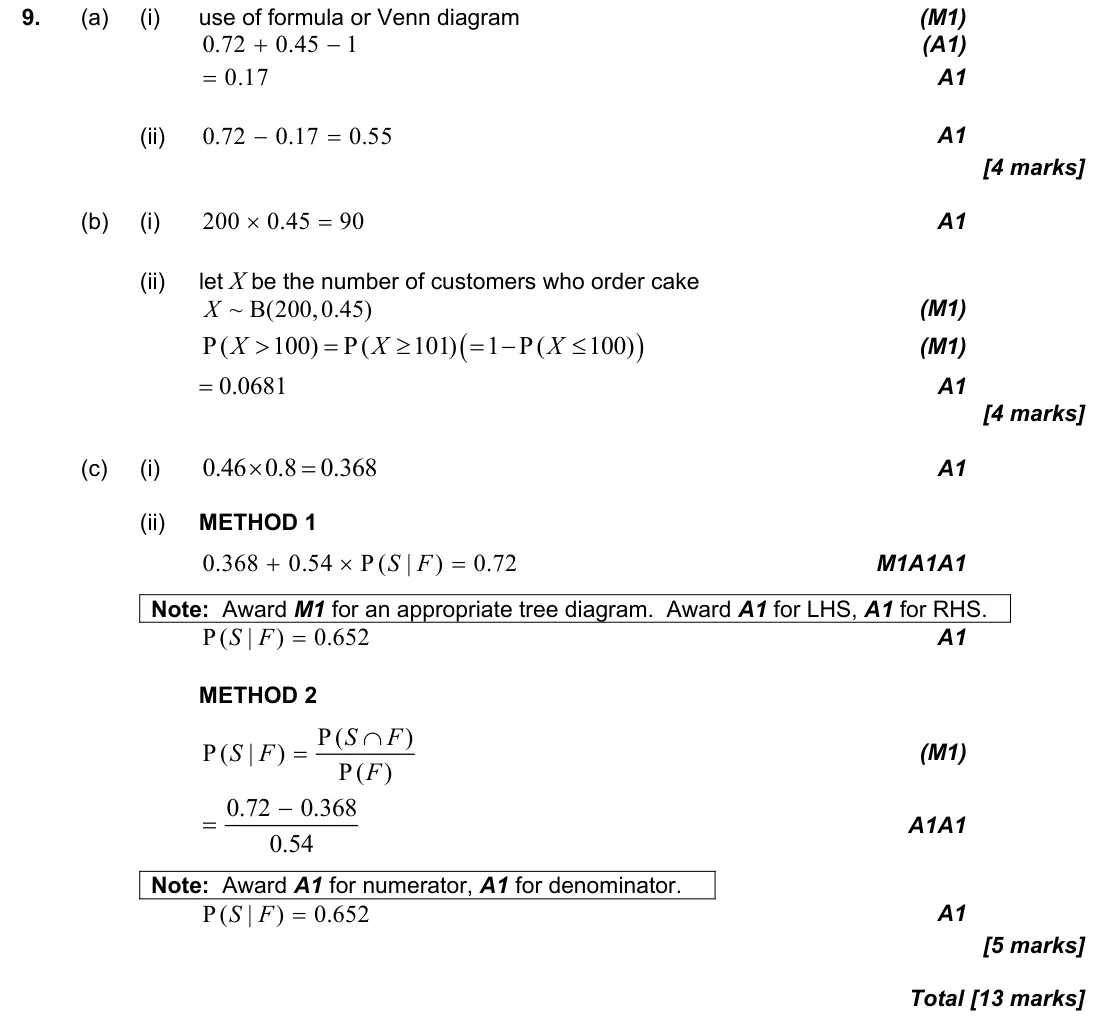 9. (a) (i) use of formula or Venn diagram (M1)
0.72 + 0.45 − 1 (A1)
= 0.17 A1
(ii) 0.72 − 0.17 = 0.55 A1
[4 marks]
(b) (i) 200 × 0.45 = 90 A1
(ii) let X be the number of customers who order cake
X ~ B(200,0.45) (M1)
P(X >100) = P(X ≥101)(=1−P(X ≤100)) (M1)
= 0.0681 A1
[4 marks]
(c) (i) 0.46×0.8 = 0.368 A1
(ii) METHOD 1
0.368 + 0.54 × P(S | F) = 0.72 M1A1A1
Note: Award M1 for an appropriate tree diagram. Award A1 for LHS, A1 for RHS.
P(S | F) = 0.652 A1
METHOD 2
P(S | F) = P(S ∩ F) / P(F) (M1)
= 0.72 − 0.368 / 0.54 A1A1
Note: Award A1 for numerator, A1 for denominator.
P(S | F) = 0.652 A1
[5 marks]
Total [13 marks]